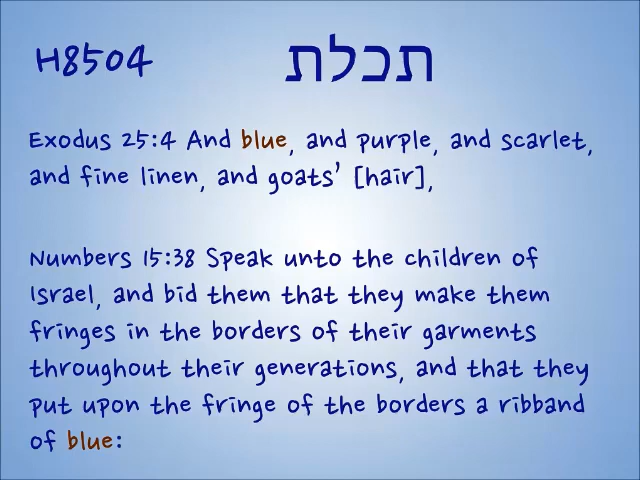 H8504 תכלת
Exodus 25:4 And blue, and purple, and scarlet,
and fine linen, and goats' [hair],
Numbers 15:38 Speak unto the children of
Israel, and bid them that they make them
fringes in the borders of their garments
throughout their generations, and that they
put upon the fringe of the borders a ribband
of blue: